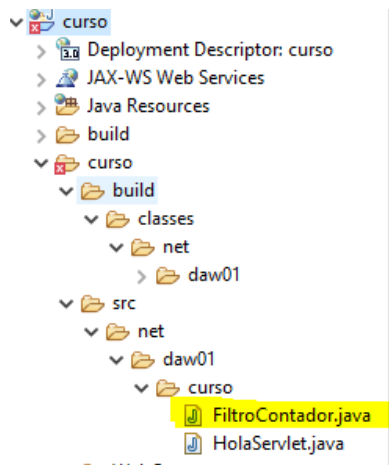 curso
Deployment Descriptor: curso
JAX-WS Web Services
Java Resources
build
curso
build
classes
net
daw01
src
net
daw01
curso
FiltroContador.java
HolaServlet.java